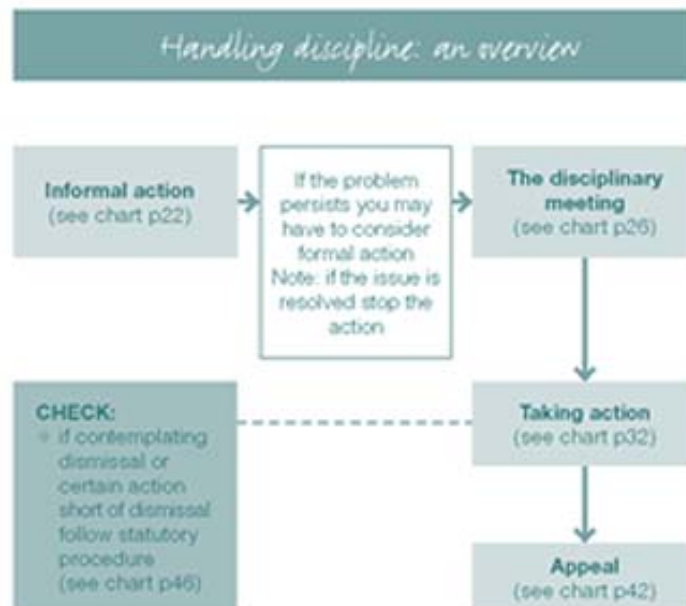 Handling discipline: an overview
Informal action
(see chart p22)
If the problem
persists you may
have to consider
formal action
Note: if the issue is
resolved stop the
action
The disciplinary
meeting
(see chart p26)
CHECK:
if contemplating
dismissal or
certain action
short of dismissal
follow statutory
procedure
(see chart p46)
Taking action
(see chart p32)
Appeal
(see chart p42)